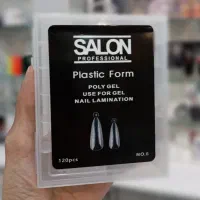 SALON
PROFESSIONAL
Plastic Form
POLY GEL
USE FOR GEL
NAIL LAMINATION
120pcs
NO.8